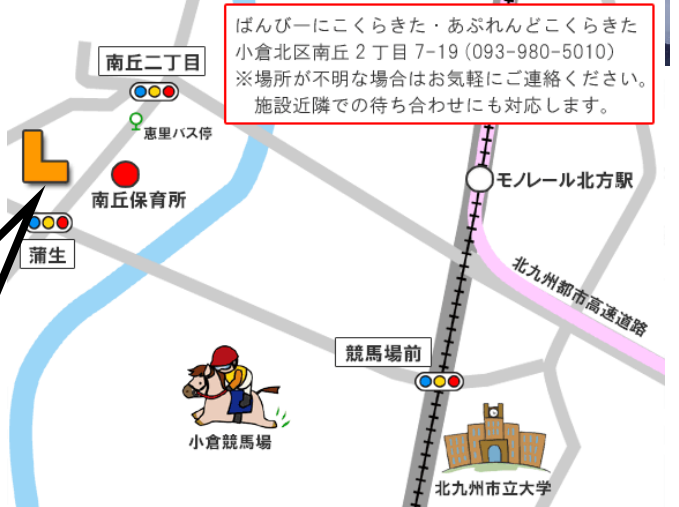 ばんびーにこくらきた・あぷれんどこくらきた
小倉北区南丘2丁目7-19(093-980-5010)
※場所が不明な場合はお気軽にご連絡ください。
施設近隣での待ち合わせにも対応します。
南丘二丁目
恵里バス停
南丘保育所
モノレール北方駅
蒲生
北九州都市高速道路
競馬場前
小倉競馬場
北九州市立大学